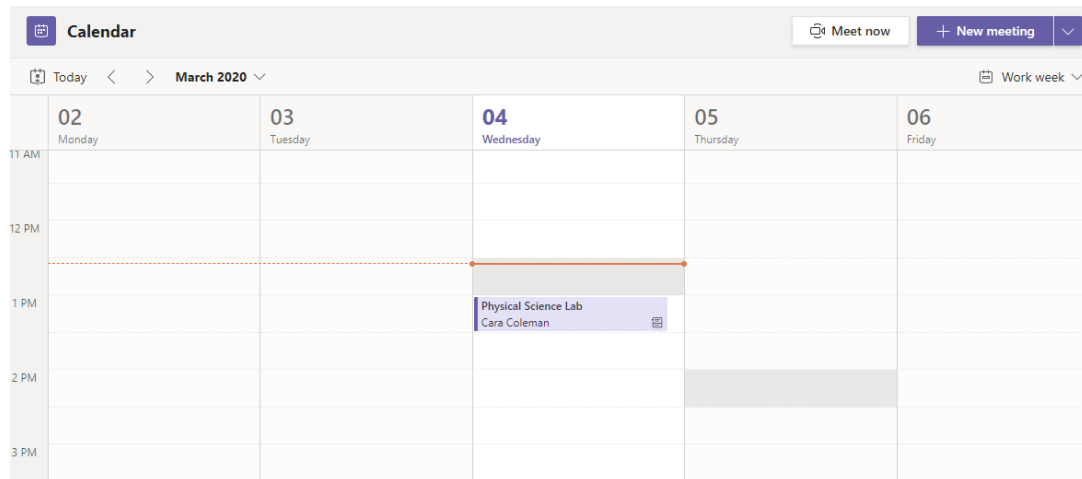 Calendar
Meet now
New meeting
Today
March 2020
Work week
02
Monday
03
Tuesday
04
Wednesday
05
Thursday
06
Friday
11 AM
12 PM
1 PM
Physical Science Lab
Cara Coleman
2 PM
3 PM